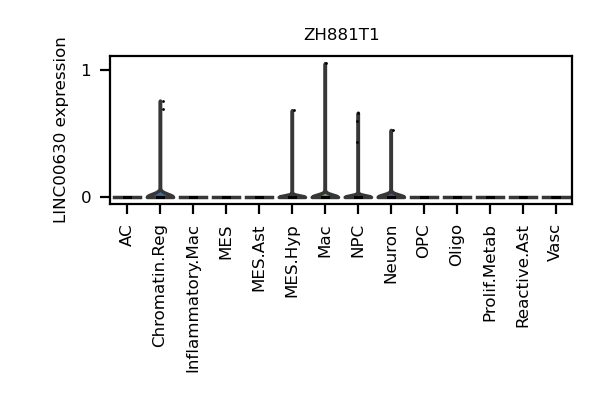 ZH881T1
LINC00630 expression
1
0
AC
Chromatin.Reg
Inflammatory.Mac
MES
MES.Ast
MES.Hyp
Mac
NPC
Neuron
OPC
Oligo
Prolif.Metab
Reactive.Ast
Vasc